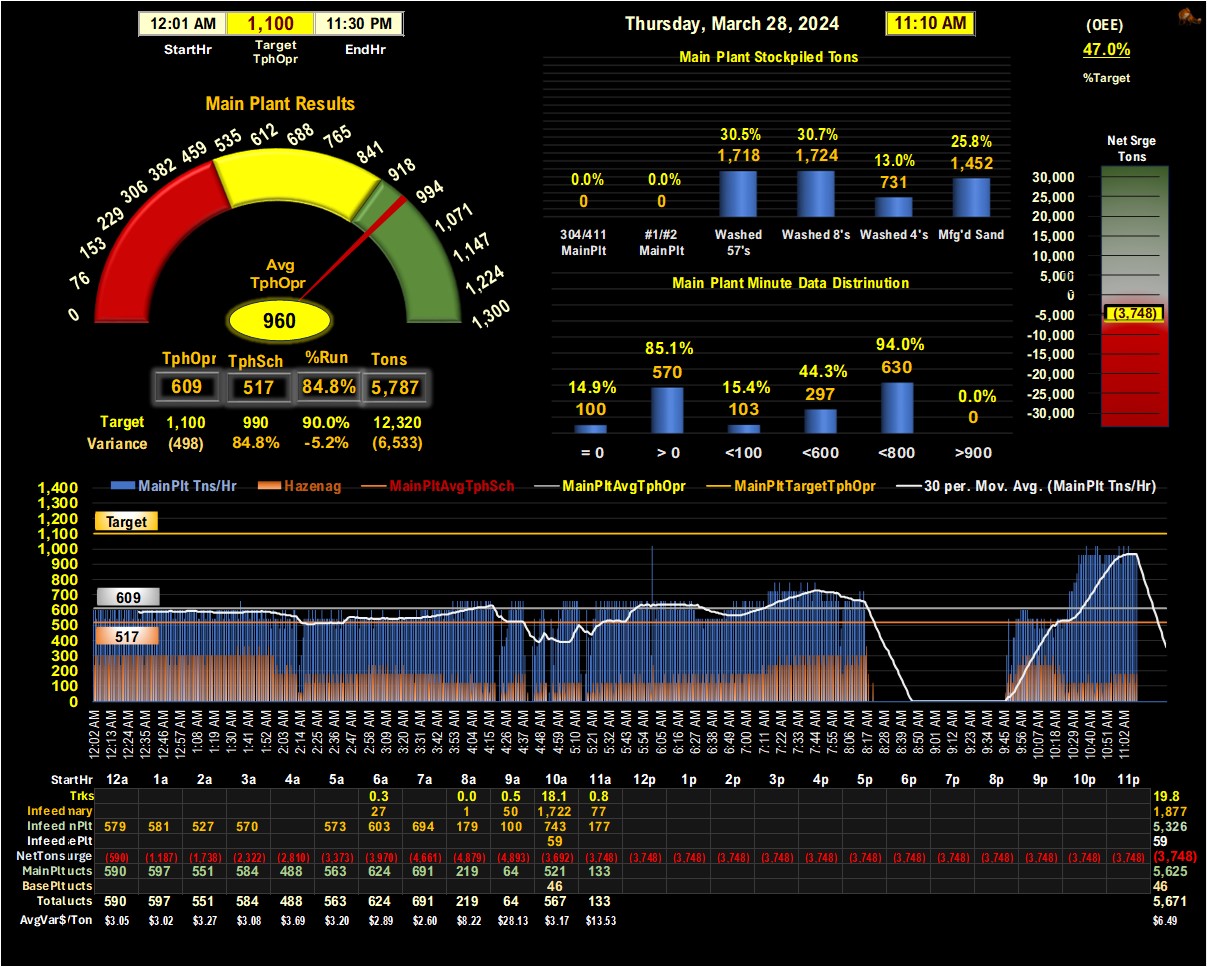 12:01 AM 1,100 11:30 PM
StartHr Target TphOpr EndHr
Thursday, March 28, 2024 11:10 AM
(OEE)
47.0%
%Target
Main Plant Results
0 76 153 229 306 382 459 535 612 688 765 841 918 994 1,071 1,147 1,224 1,300
Avg
TphOpr
960
TphOpr TphSch %Run Tons
609 517 84.8% 5,787
Target 1,100 990 90.0% 12,320
Variance (498) 84.8% -5.2% (6,533)
Main Plant Stockpiled Tons
0.0% 0.0% 30.5% 30.7% 13.0% 25.8%
0 0 1,718 1,724 731 1,452
304/411 MainPlt #1/#2 MainPlt Washed 57's Washed 8's Washed 4's Mfg'd Sand
Main Plant Minute Data Distrinution
14.9% 85.1% 15.4% 44.3% 94.0% 0.0%
100 570 103 297 630 0
= 0 > 0 <100 <600 <800 >900
Net Srge
Tons
30,000
25,000
20,000
15,000
10,000
5,000
0
-5,000
(3,748)
-10,000
-15,000
-20,000
-25,000
-30,000
MainPlt Tns/Hr Hazenag MainPltAvgTphSch MainPltAvgTphOpr MainPltTargetTphOpr 30 per. Mov. Avg. (MainPlt Tns/Hr)
1,400
1,300
1,200
1,100
1,000
900
800
700
600
500
400
300
200
100
0
Target
609
517
12:02 AM 12:13 AM 12:24 AM 12:35 AM 12:46 AM 12:57 AM 1:08 AM 1:19 AM 1:30 AM 1:41 AM 1:52 AM 2:03 AM 2:14 AM 2:25 AM 2:36 AM 2:47 AM 2:58 AM 3:09 AM 3:20 AM 3:31 AM 3:42 AM 3:53 AM 4:04 AM 4:15 AM 4:26 AM 4:37 AM 4:48 AM 4:59 AM 5:10 AM 5:21 AM 5:32 AM 5:43 AM 5:54 AM 6:05 AM 6:16 AM 6:27 AM 6:38 AM 6:49 AM 7:00 AM 7:11 AM 7:22 AM 7:33 AM 7:44 AM 7:55 AM 8:06 AM 8:17 AM 8:28 AM 8:39 AM 8:50 AM 9:01 AM 9:12 AM 9:23 AM 9:34 AM 9:45 AM 9:56 AM 10:07 AM 10:18 AM 10:29 AM 10:40 AM 10:51 AM 11:02 AM
StartHr 12a 1a 2a 3a 4a 5a 6a 7a 8a 9a 10a 11a 12p 1p 2p 3p 4p 5p 6p 7p 8p 9p 10p 11p
Trks 0.3 0.0 0.5 18.1 0.8 19.8
Infeed nary 27 1 50 1,722 77 1,877
Infeed nPlt 579 581 527 570 573 603 694 179 100 743 177 5,326
Infeed ePlt 59 59
NetTons urge (590) (1,187) (1,738) (2,322) (2,810) (3,373) (3,970) (4,661) (4,879) (4,893) (3,692) (3,748) (3,748) (3,748) (3,748) (3,748) (3,748) (3,748) (3,748) (3,748) (3,748) (3,748) (3,748) (3,748) (3,748)
MainPlt ucts 590 597 551 584 488 563 624 691 219 64 521 133 5,625
BasePlt ucts 46 46
Total ucts 590 597 551 584 488 563 624 691 219 64 567 133 5,671
AvgVar$/Ton $3.05 $3.02 $3.27 $3.08 $3.69 $3.20 $2.89 $2.60 $8.22 $28.13 $3.17 $13.53 $6.49